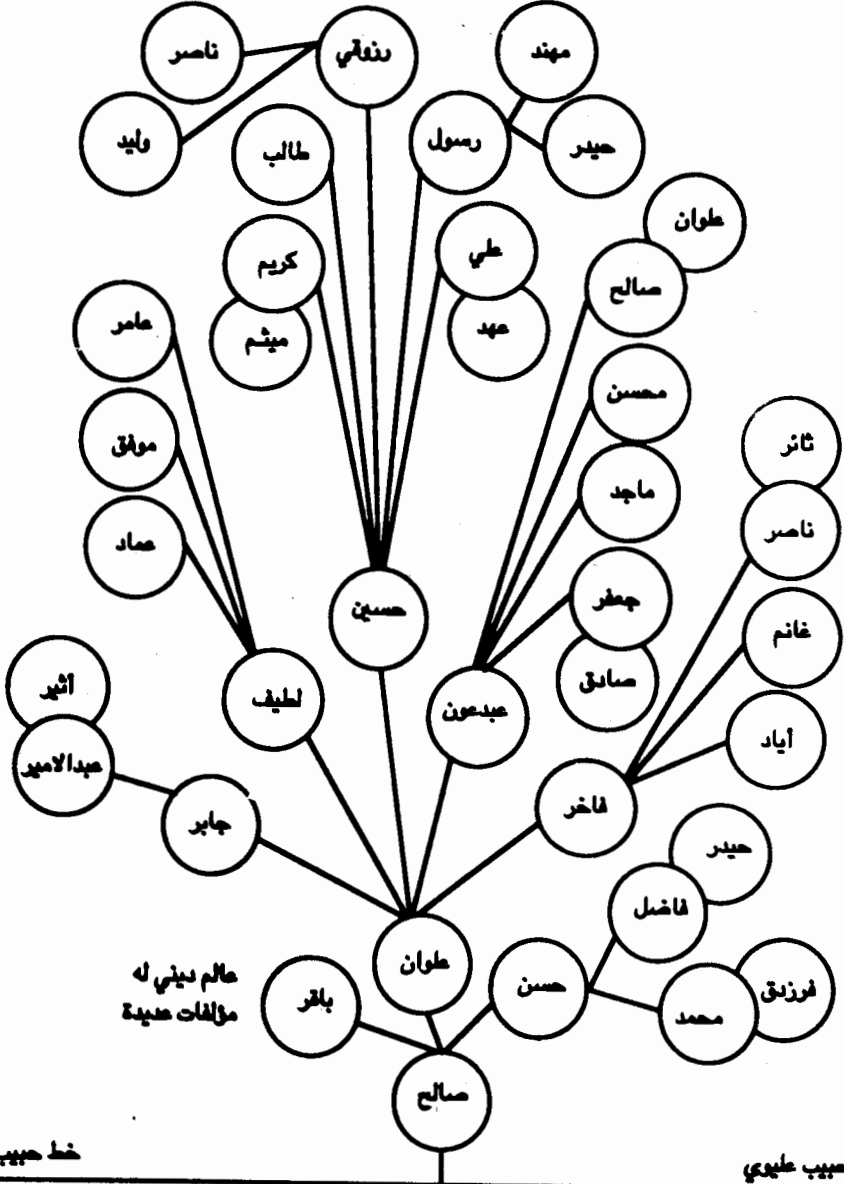 مهند
رزوقي
ناصر
حيدر
رسول
طالب
وليد
علوان
علي
كريم
صالح
عهد
ميثم
عامر
محسن
ثائر
موفق
ماجد
ناصر
عماد
جعفر
حسين
غانم
صادق
أثير
لطيف
عبدعون
أياد
عبدالامير
فاخر
جابر
حيدر
فاضل
علوان
حسن
فرزدق
محمد
باقر
عالم ديني له
مؤلفات عديدة
صالح
خط حبيب
حبيب عليوي